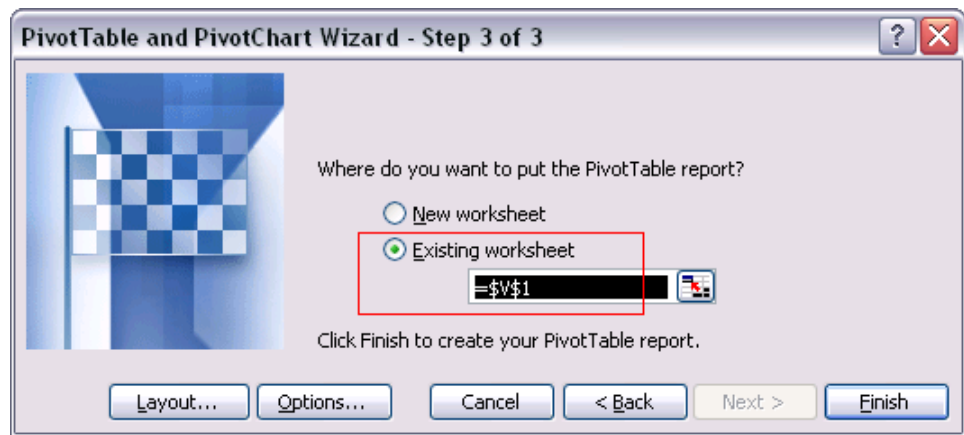 PivotTable and PivotChart Wizard - Step 3 of 3
?
Where do you want to put the PivotTable report?
New worksheet
Existing worksheet
=$V$1
Click Finish to create your PivotTable report.
Layout... Options... Cancel < Back Next > Finish